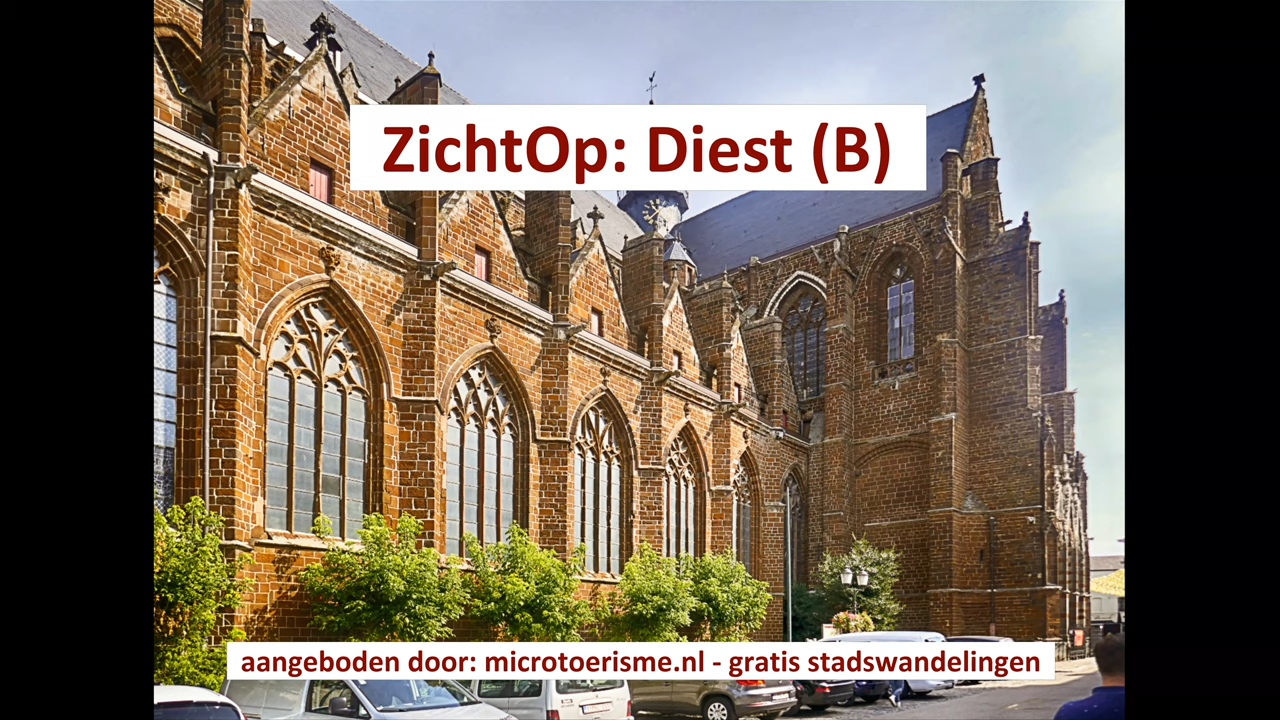 ZichtOp: Diest (B)
aangeboden door: microtoerisme.nl - gratis stadswandelingen